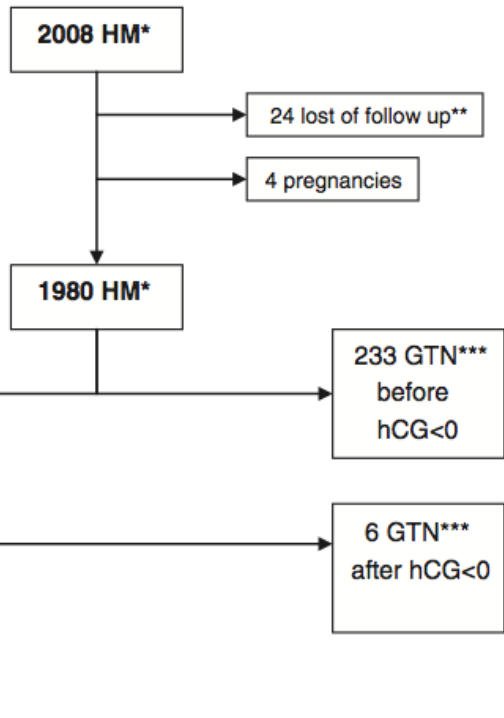 2008 HM*
24 lost of follow up**
4 pregnancies
1980 HM*
233 GTN***
before
hCG<0
6 GTN***
after hCG<0